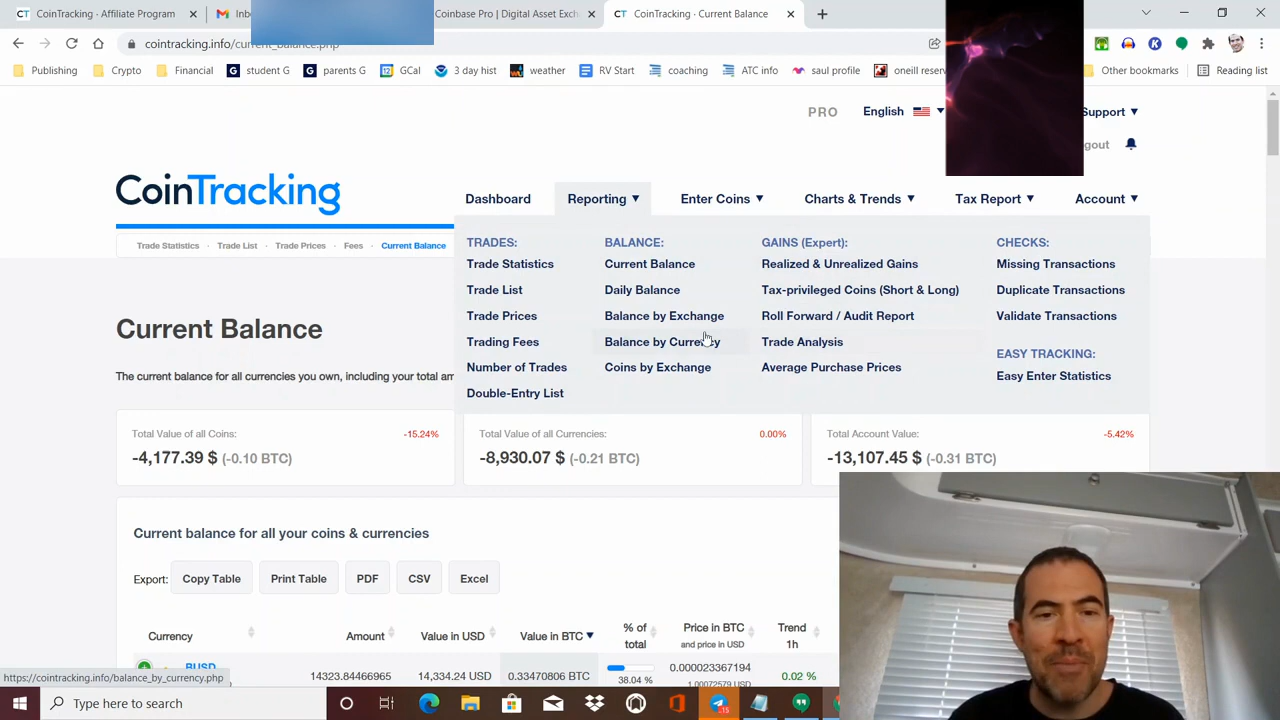 CoinTracking - Affiliate Program
Coinbase Pro | Digital Asset Exch
CoinTracking · Current Balance
cointracking.info/current_balance.php
Publishing
Crypto
Financial
student G
parents G
GCal
3 day hist
weather
RV Start
coaching
ATC info
saul profile
oneill reserv
Other bookmarks
Reading list
PRO
English
Support
gout
CoinTracking
Dashboard
Reporting
Enter Coins
Charts & Trends
Tax Report
Account
Trade Statistics · Trade List · Trade Prices · Fees · Current Balance
TRADES:
Trade Statistics
Trade List
Trade Prices
Trading Fees
Number of Trades
Double-Entry List
BALANCE:
Current Balance
Daily Balance
Balance by Exchange
Balance by Currency
Coins by Exchange
GAINS (Expert):
Realized & Unrealized Gains
Tax-privileged Coins (Short & Long)
Roll Forward / Audit Report
Trade Analysis
Average Purchase Prices
CHECKS:
Missing Transactions
Duplicate Transactions
Validate Transactions
EASY TRACKING:
Easy Enter Statistics
Current Balance
The current balance for all currencies you own, including your total am
Total Value of all Coins: -15.24%
-4,177.39 $ (-0.10 BTC)
Total Value of all Currencies: 0.00%
-8,930.07 $ (-0.21 BTC)
Total Account Value: -5.42%
-13,107.45 $ (-0.31 BTC)
Current balance for all your coins & currencies
Export: Copy Table Print Table PDF CSV Excel
Currency
Amount
Value in USD
Value in BTC
% of total
Price in BTC
and price in USD
Trend 1h
BUSD
14323.84466965
14,334.24 USD
0.33470806 BTC
38.04 %
0.000023367194
1.00072579 USD
0.02 %
https://cointracking.info/balance_by_currency.php
Type here to search